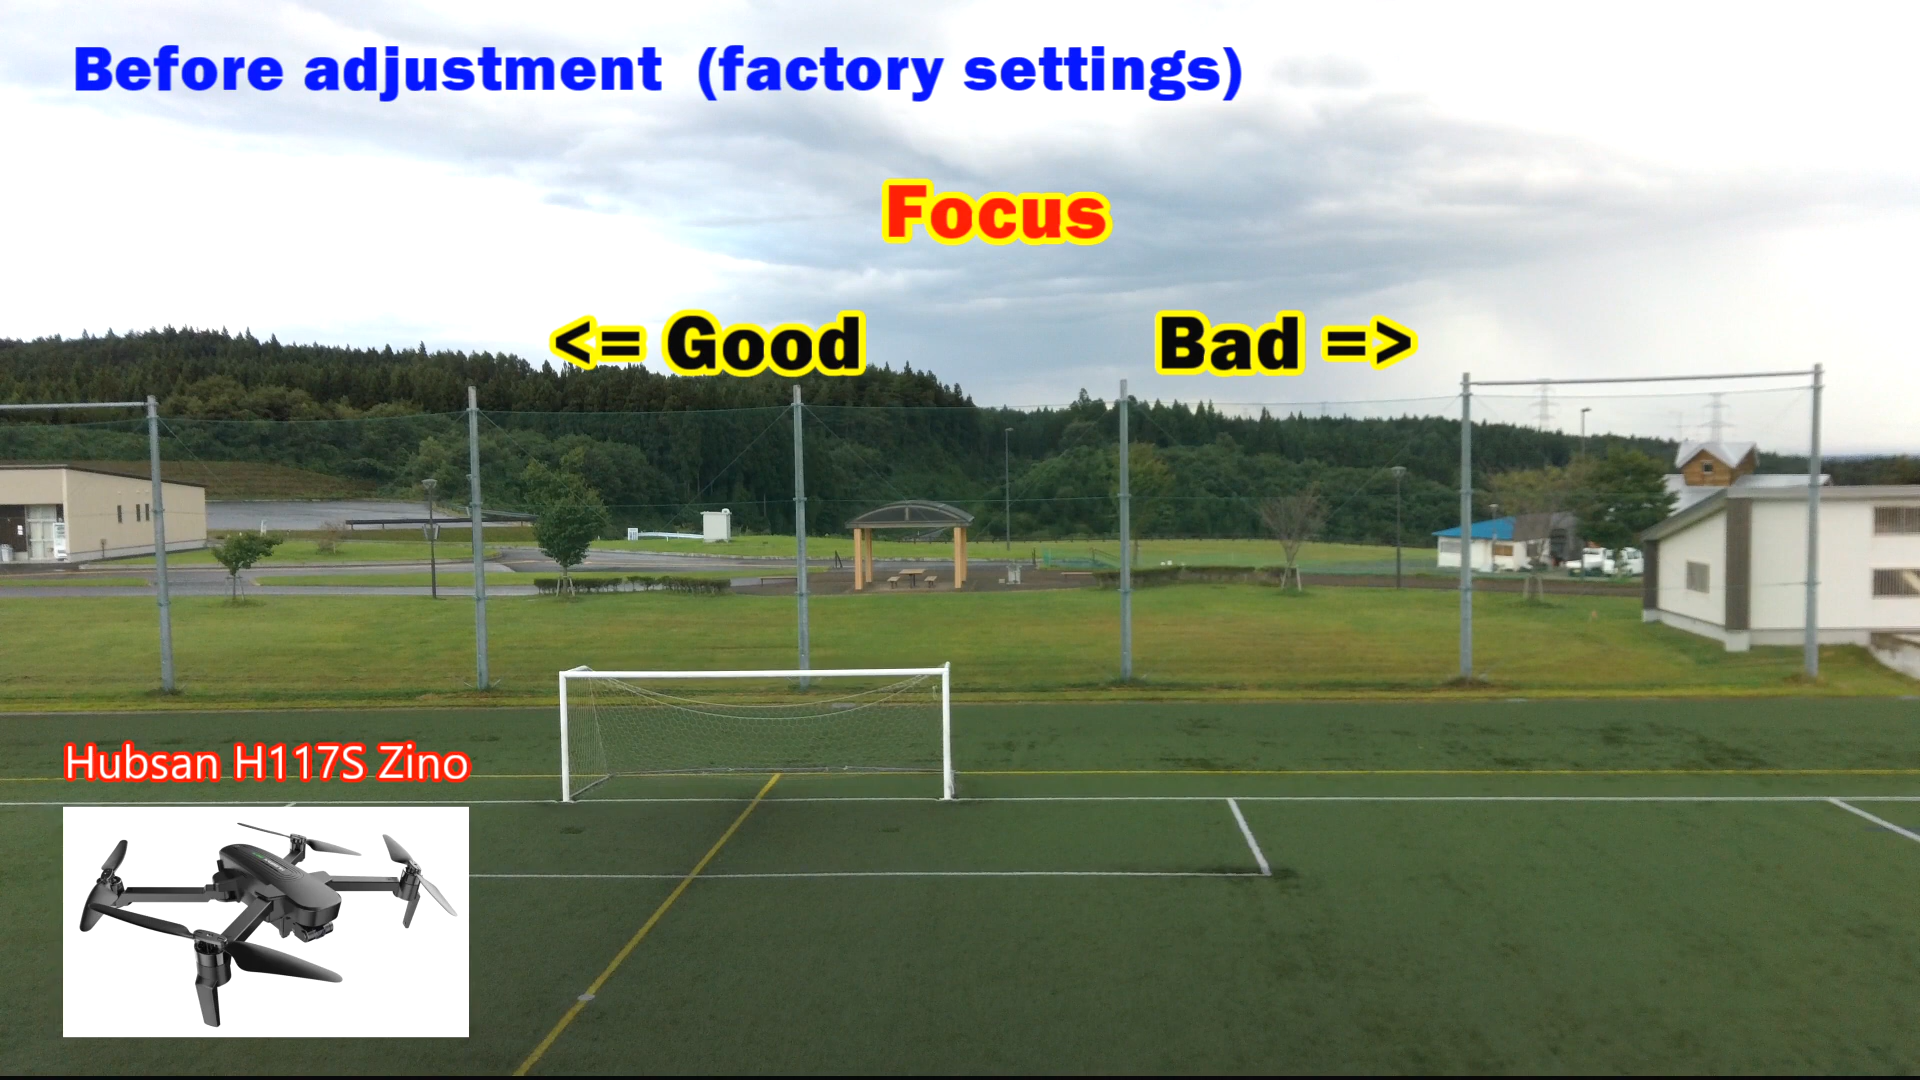 Before adjustment (factory settings)
Focus
<= Good
Bad =>
Hubsan H117S Zino